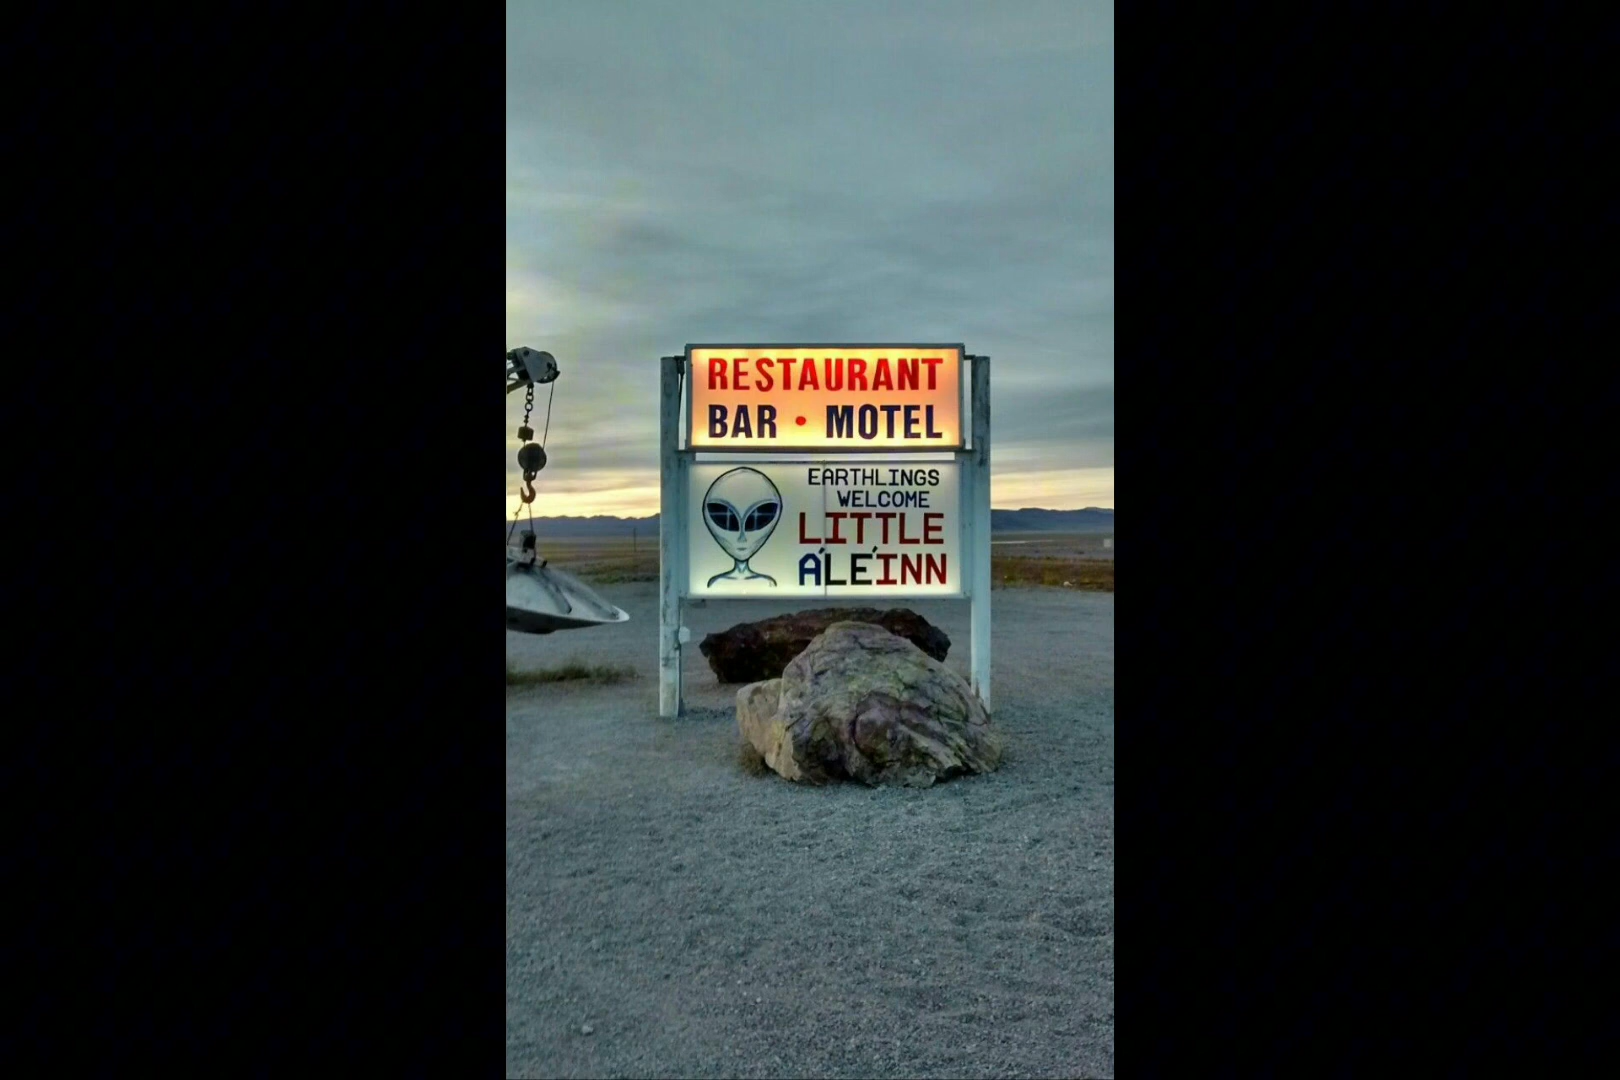 RESTAURANT
BAR • MOTEL
EARTHLINGS
WELCOME
LITTLE
A'LE'INN